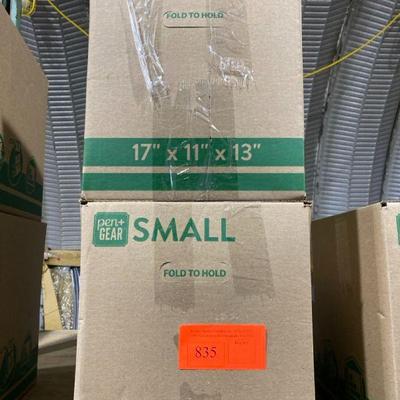 FOLD TO HOLD
17" x 11" x 13"
pen+
GEAR
SMALL
FOLD TO HOLD
835